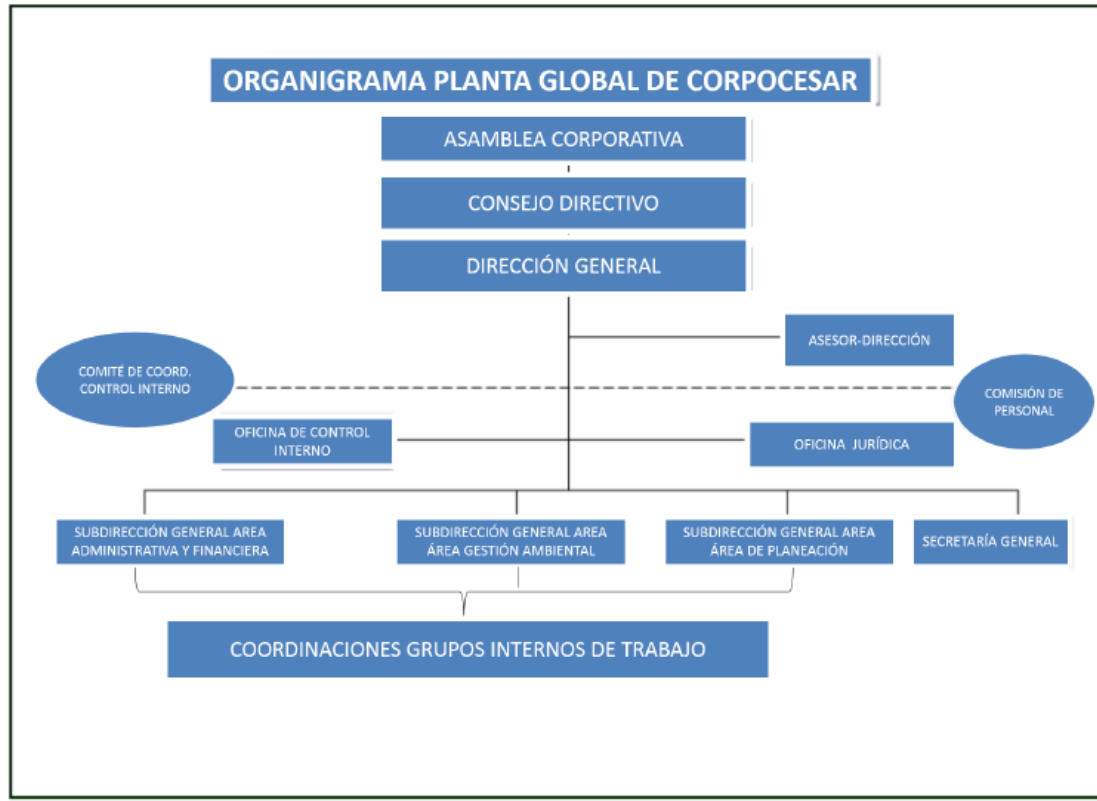 ORGANIGRAMA PLANTA GLOBAL DE CORPOCESAR
ASAMBLEA CORPORATIVA
CONSEJO DIRECTIVO
DIRECCIÓN GENERAL
ASESOR-DIRECCIÓN
COMITÉ DE COORD.
CONTROL INTERNO
COMISIÓN DE
PERSONAL
OFICINA DE CONTROL
INTERNO
OFICINA JURÍDICA
SUBDIRECCIÓN GENERAL AREA
ADMINISTRATIVA Y FINANCIERA
SUBDIRECCIÓN GENERAL AREA
ÁREA GESTIÓN AMBIENTAL
SUBDIRECCIÓN GENERAL AREA
ÁREA DE PLANEACIÓN
SECRETARÍA GENERAL
COORDINACIONES GRUPOS INTERNOS DE TRABAJO